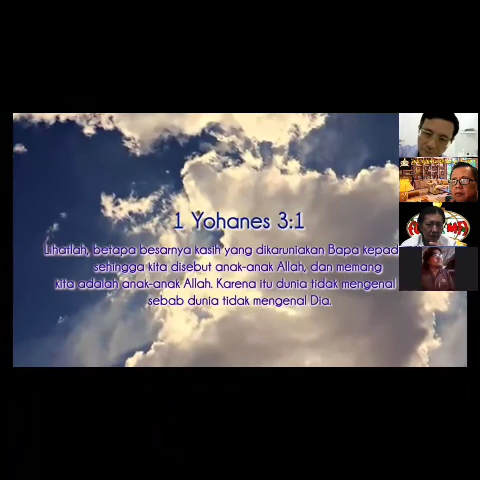 1 Yohanes 3:1
Lihatlah, betapa besarnya kasih yang dikaruniakan Bapa kepad
sehingga kita disebut anak-anak Allah, dan memang
kita adalah anak-anak Allah. Karena itu dunia tidak mengenal
sebab dunia tidak mengenal Dia.